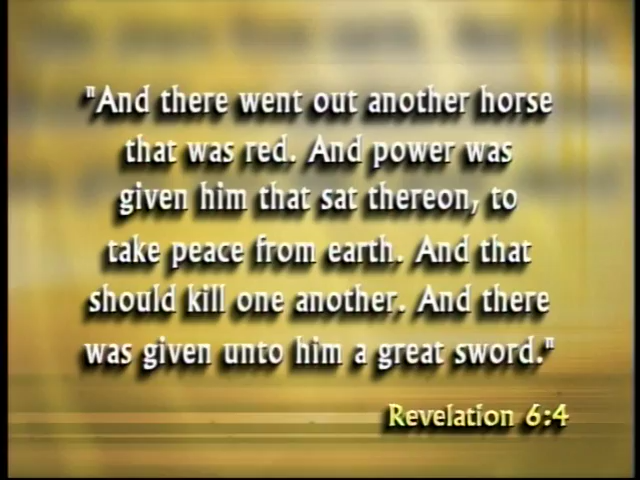 "And there went out another horse
that was red. And power was
given him that sat thereon, to
take peace from earth. And that
should kill one another. And there
was given unto him a great sword."
Revelation 6:4